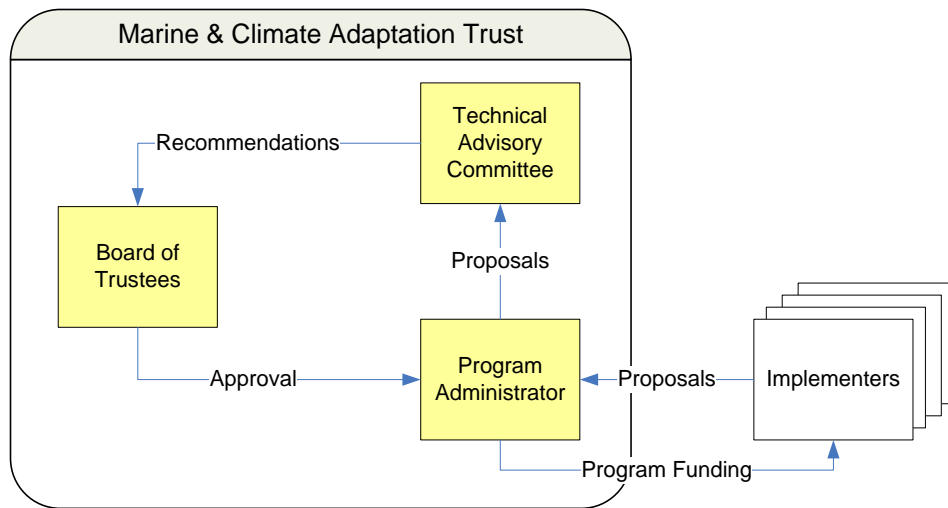 Marine & Climate Adaptation Trust
Technical
Advisory
Committee
Recommendations
Board of
Trustees
Proposals
Program
Administrator
Approval
Proposals
Implementers
Program Funding